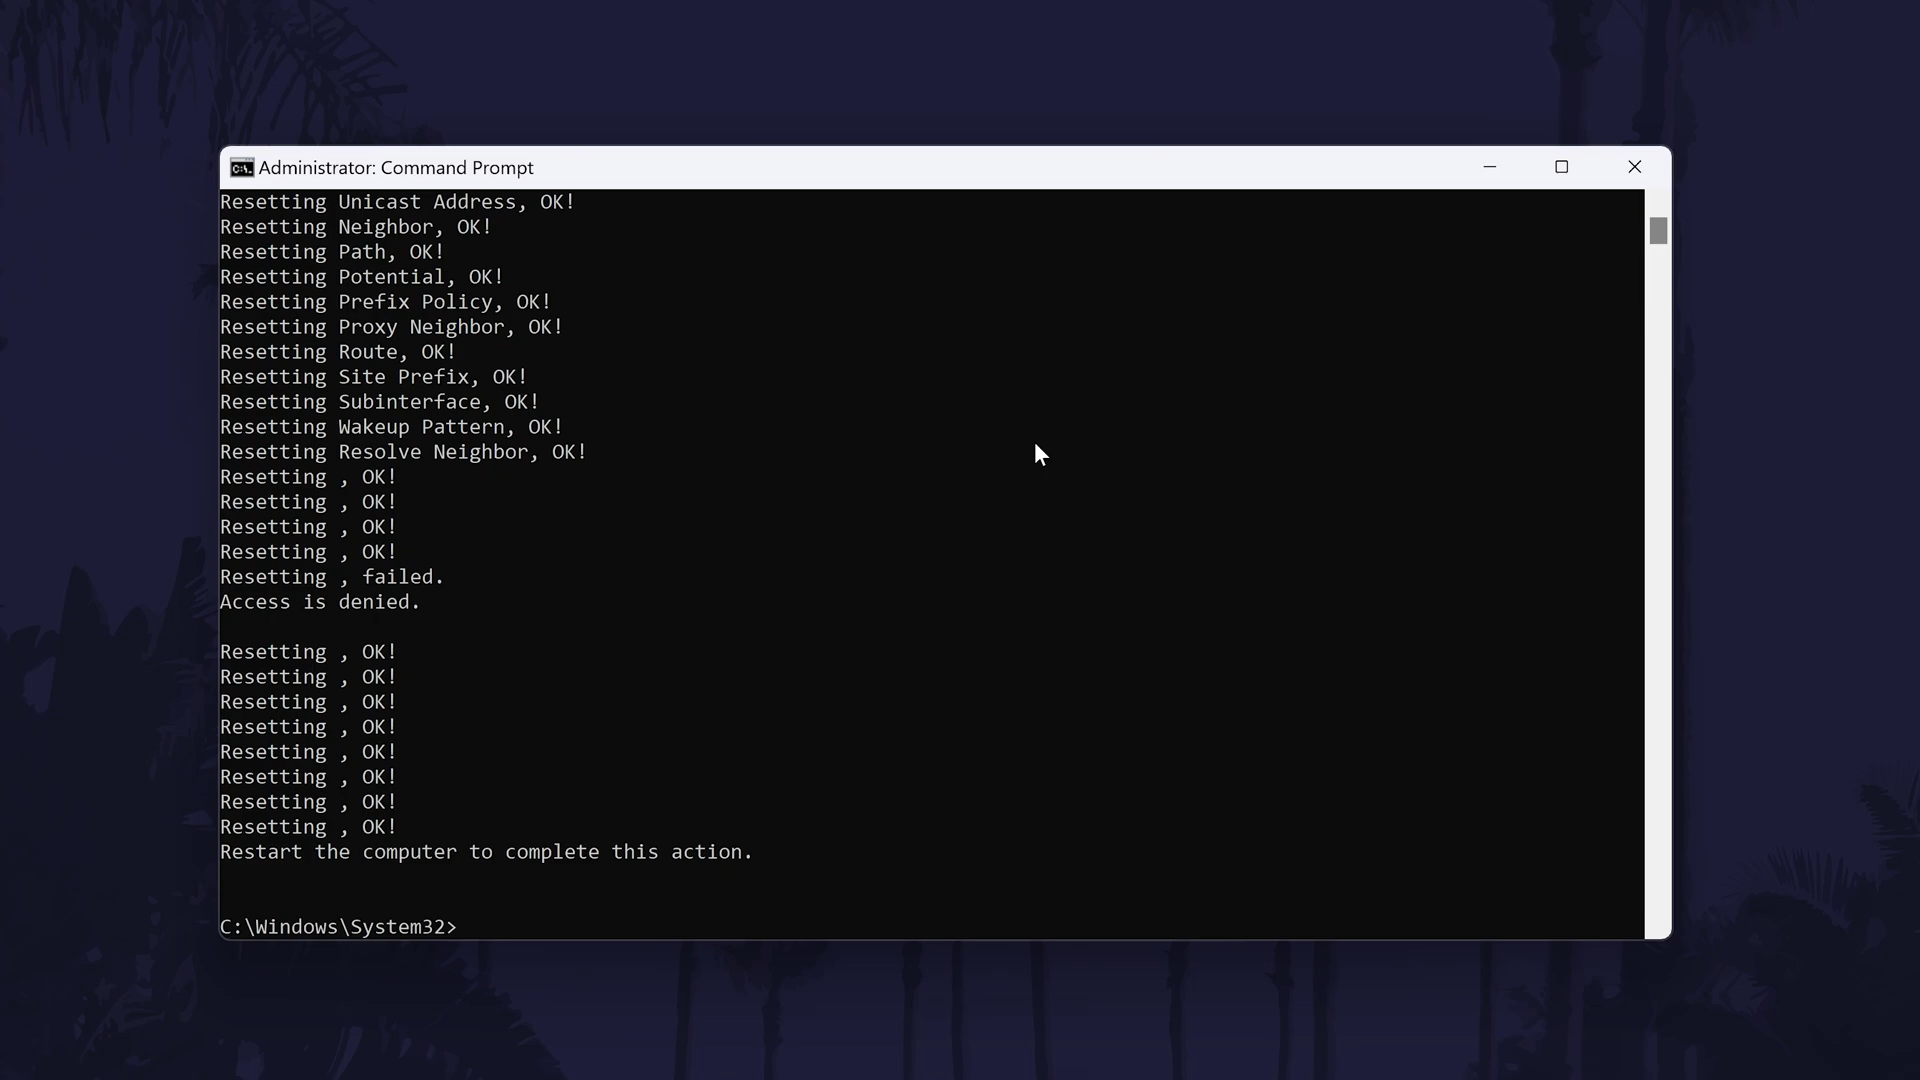 Administrator: Command Prompt
Resetting Unicast Address, OK!
Resetting Neighbor, OK!
Resetting Path, OK!
Resetting Potential, OK!
Resetting Prefix Policy, OK!
Resetting Proxy Neighbor, OK!
Resetting Route, OK!
Resetting Site Prefix, OK!
Resetting Subinterface, OK!
Resetting Wakeup Pattern, OK!
Resetting Resolve Neighbor, OK!
Resetting , OK!
Resetting , OK!
Resetting , OK!
Resetting , OK!
Resetting , failed.
Access is denied.
Resetting , OK!
Resetting , OK!
Resetting , OK!
Resetting , OK!
Resetting , OK!
Resetting , OK!
Resetting , OK!
Resetting , OK!
Restart the computer to complete this action.
C:\Windows\System32>